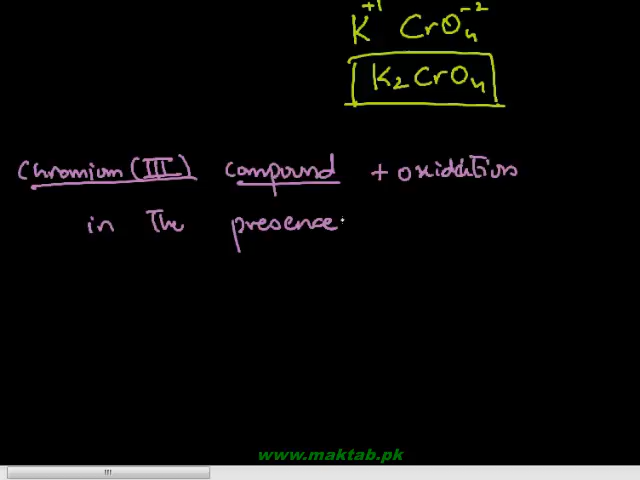 K⁺¹ CrO₄⁻²
K₂CrO₄
Chromium (III) compound + oxidation
in The presence
www.maktab.pk